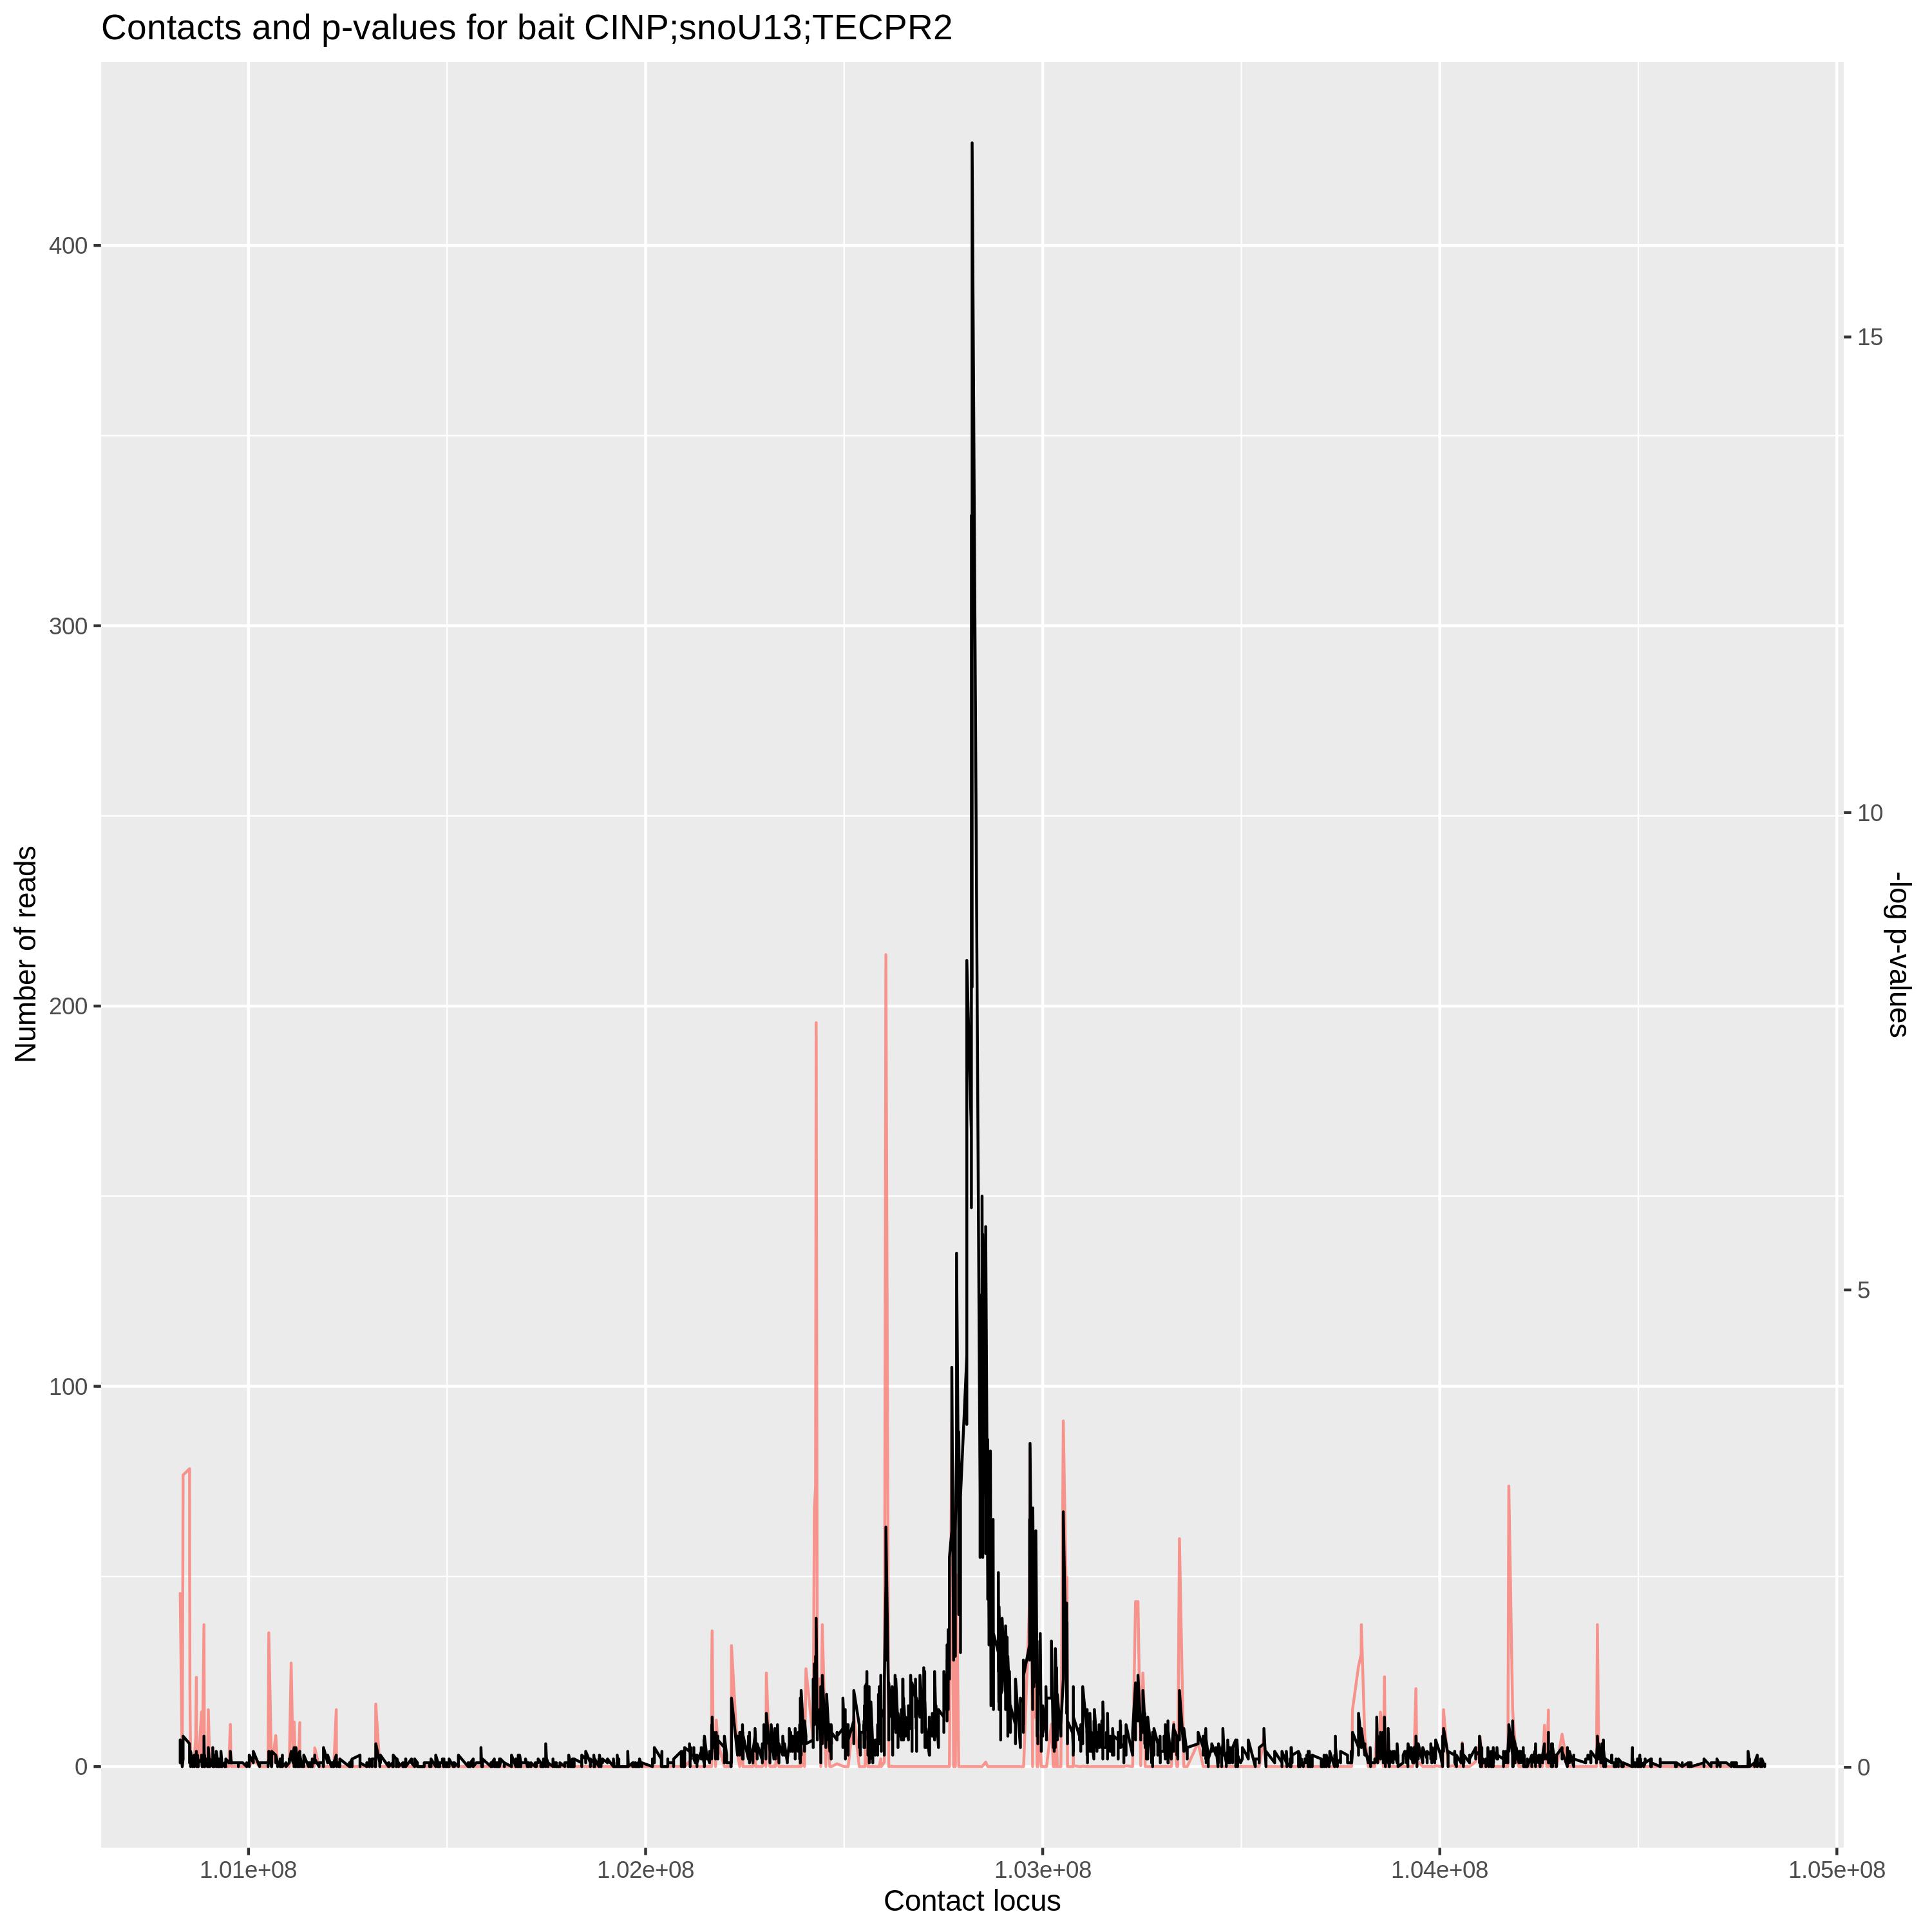 Contacts and p-values for bait CINP;snoU13;TECPR2
Number of reads
400
300
200
100
0
15
10
5
0
-log p-values
1.01e+08
1.02e+08
1.03e+08
1.04e+08
1.05e+08
Contact locus